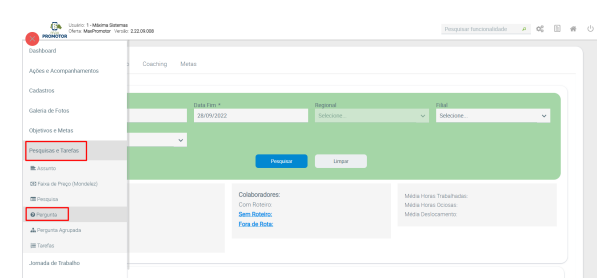 Usuário: 1 - Máxima Sistemas
Oferta: MaxPromotor Versão: 2.22.09.008
PROMOTOR
Pesquisar funcionalidade
Dashboard
Ações e Acompanhamentos
Coaching Metas
Cadastros
Galeria de Fotos
Objetivos e Metas
Pesquisas e Tarefas
Assunto
Faixa de Preço (Mondelez)
Pesquisa
Pergunta
Pergunta Agrupada
Tarefas
Jornada de Trabalho
Data Fim *
Regional
Filial
28/09/2022
Selecione...
Selecione...
Pesquisar
Limpar
Colaboradores:
Com Roteiro:
Sem Roteiro:
Fora de Rota:
Média Horas Trabalhadas:
Média Horas Ociosas:
Média Deslocamento: